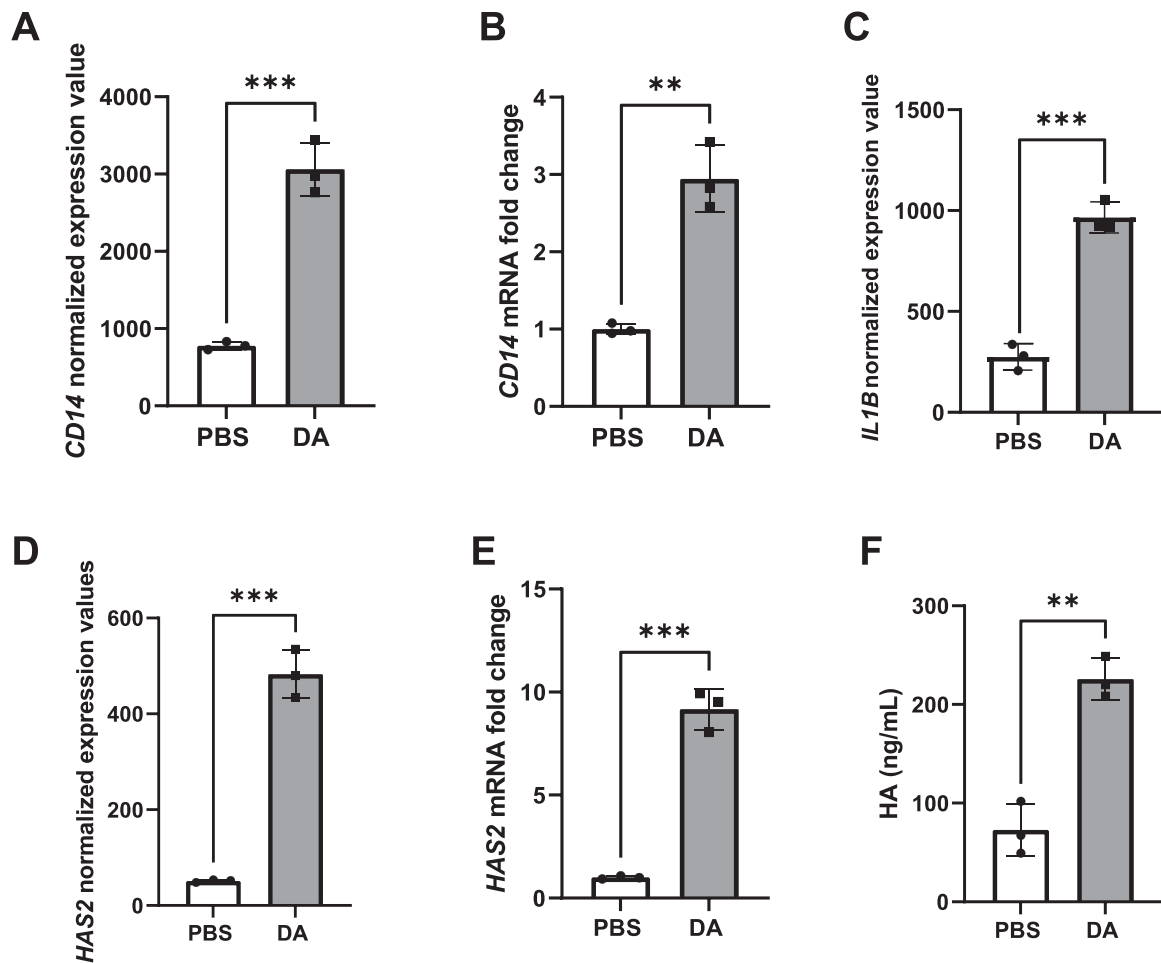 A
CD14 normalized expression value
4000
3000
2000
1000
0
***
PBS
DA
B
CD14 mRNA fold change
4
3
2
1
0
**
PBS
DA
C
IL1B normalized expression value
1500
1000
500
0
***
PBS
DA
D
HAS2 normalized expression values
600
400
200
0
***
PBS
DA
E
HAS2 mRNA fold change
15
10
5
0
***
PBS
DA
F
HA (ng/mL)
300
200
100
0
**
PBS
DA